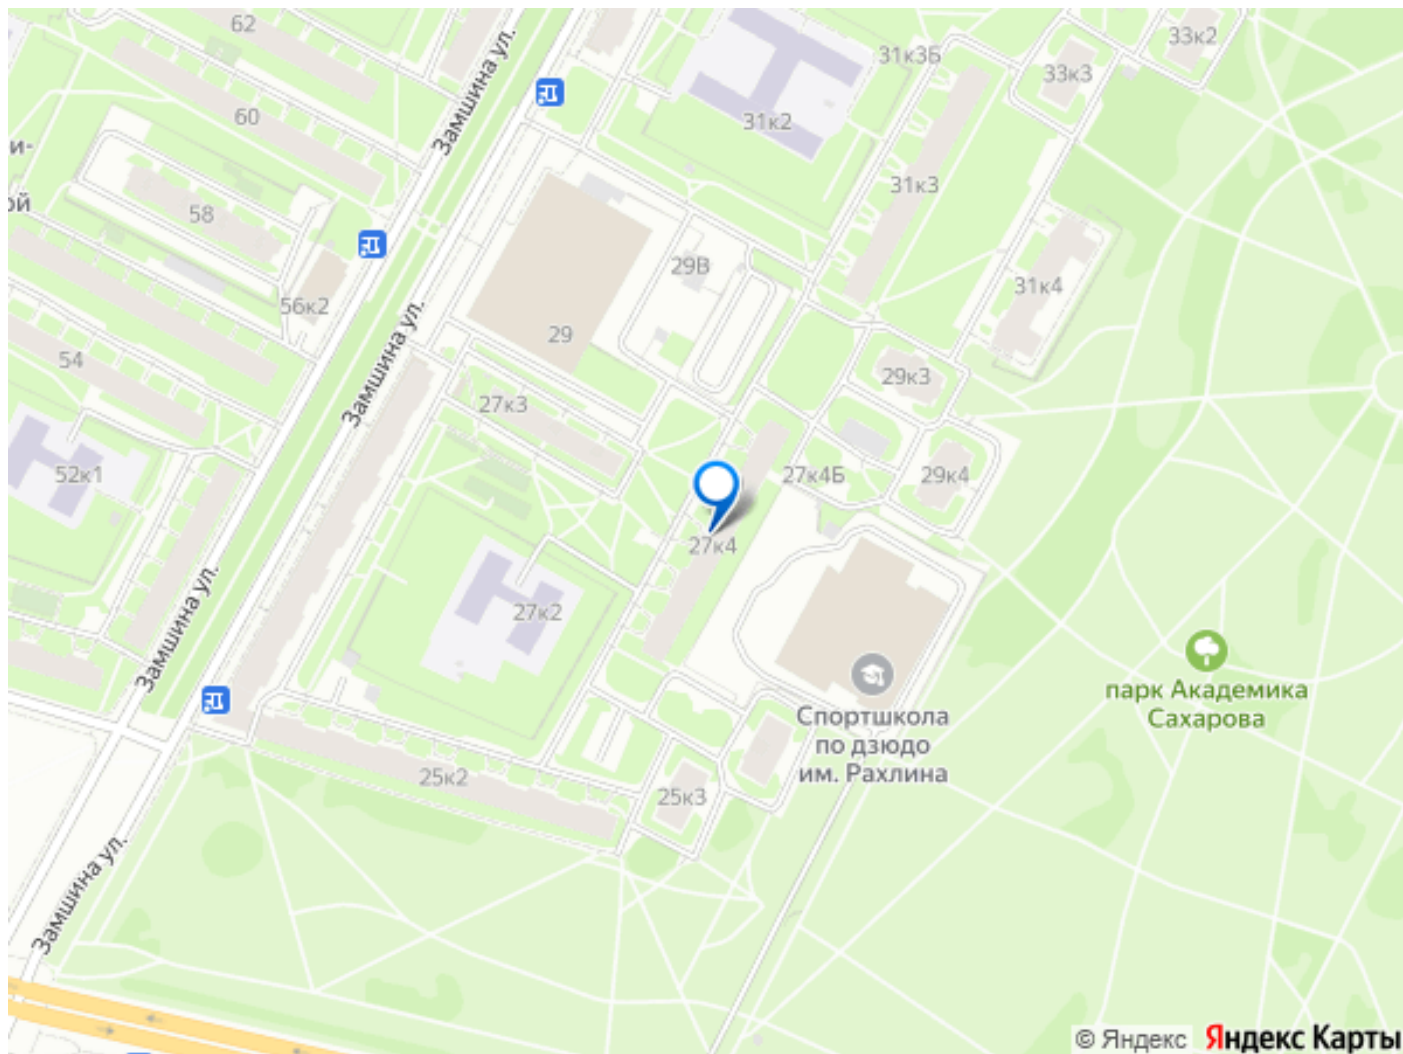 62
Замшина ул.
31к3Б
33к2
33к3
60
31к2
и-
ой
31к3
58
29В
31к4
56к2
Замшина ул.
29
54
29к3
27к3
52к1
27к4Б
29к4
27к4
27к2
Замшина ул.
парк Академика
Сахарова
Спортшкола
по дзюдо
им. Рахлина
25к2
25к3
Замшина ул.
© Яндекс
Яндекс Карты